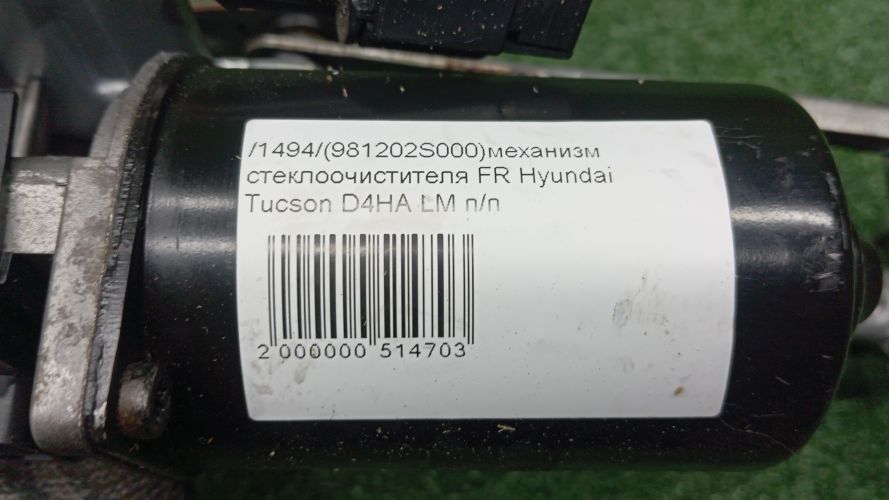 /1494/(981202S000)механизм
стеклоочистителя FR Hyundai
Tucson D4HA LM п/п
2 000000 514703